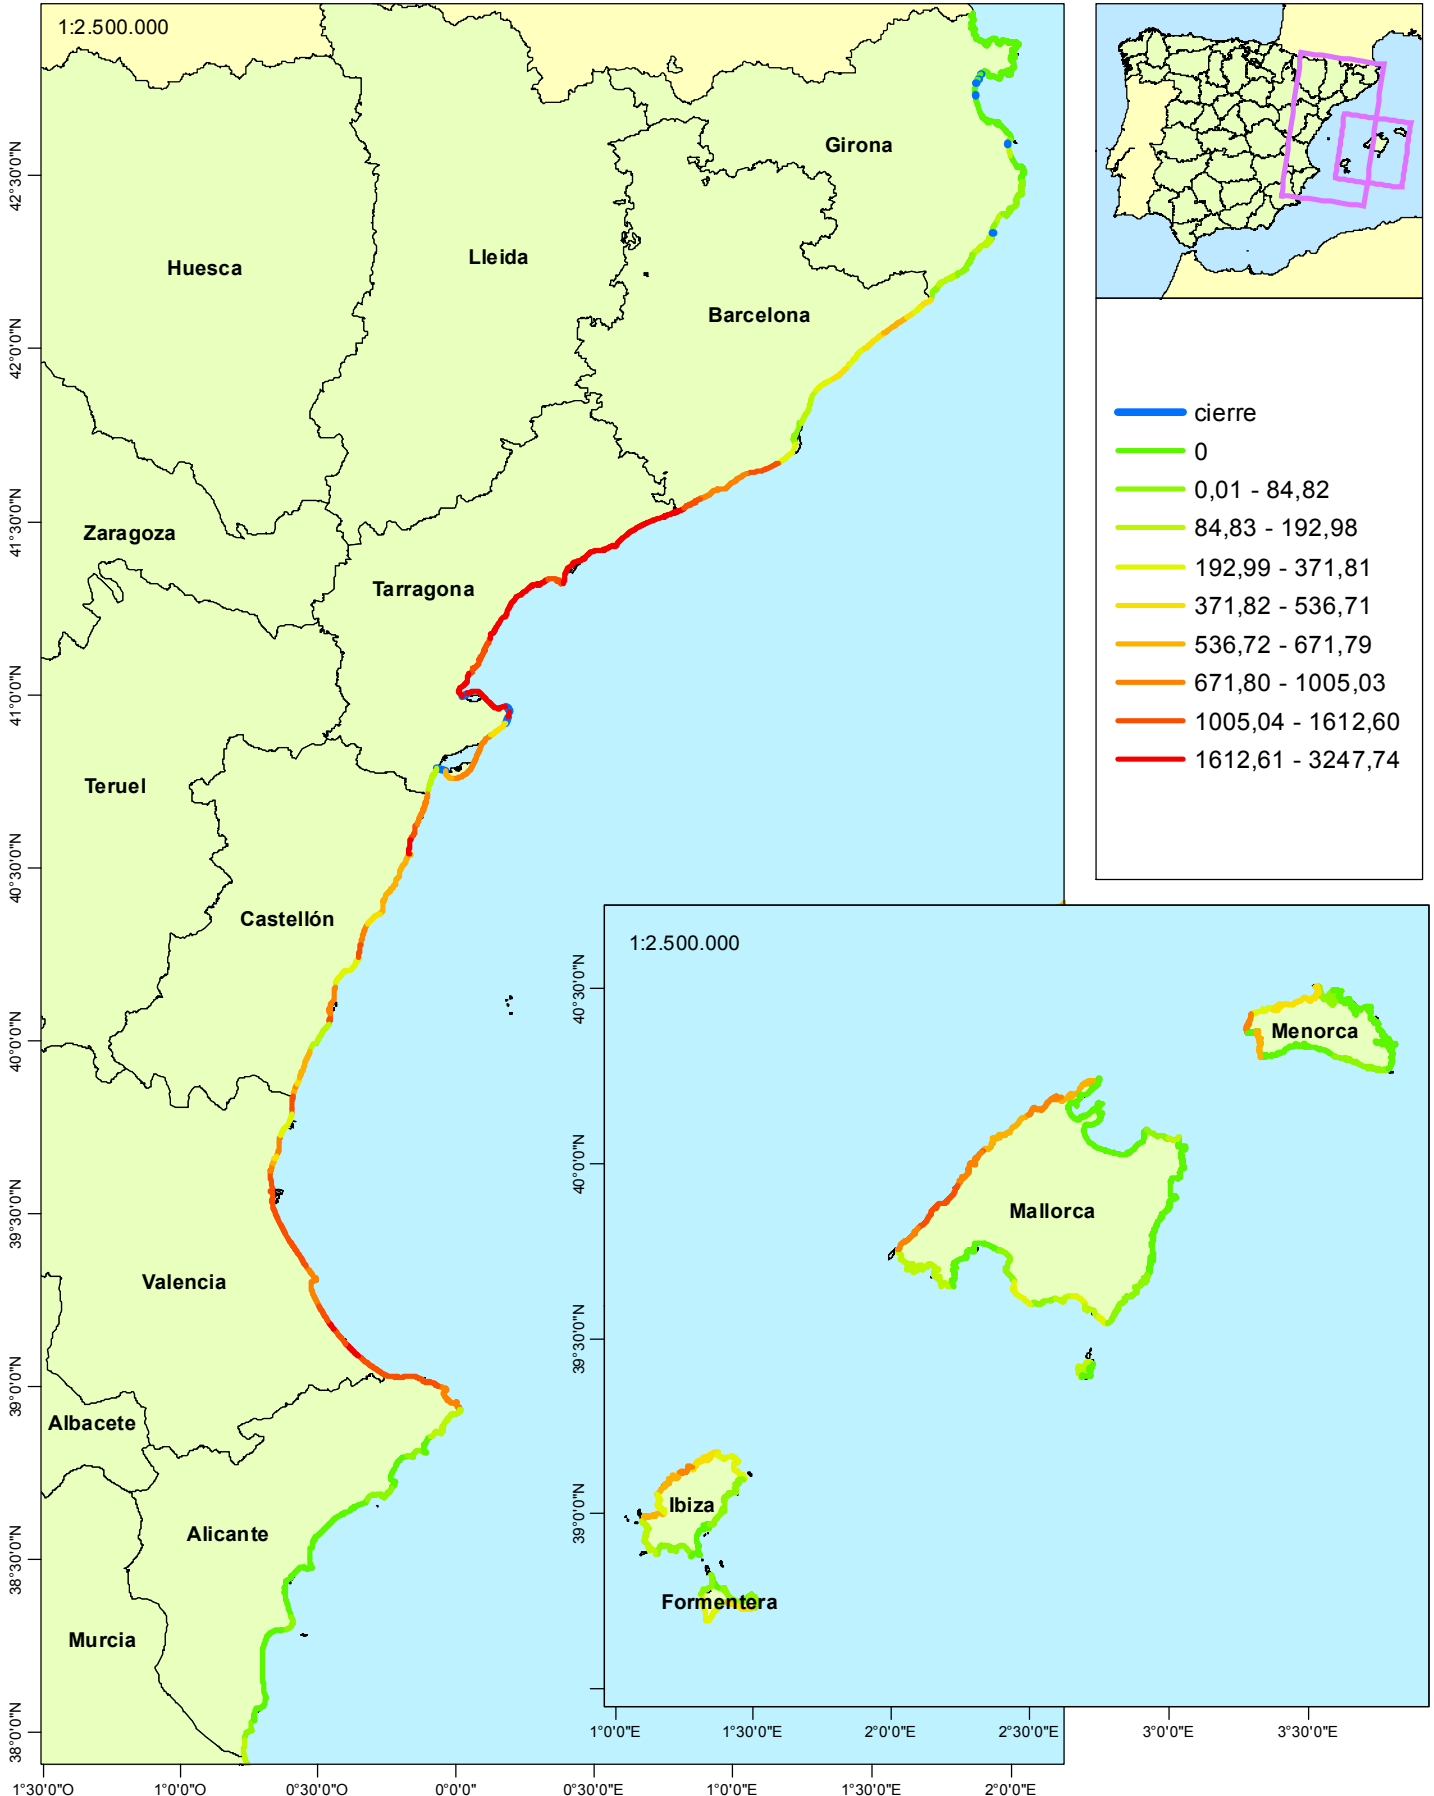 1:2.500.000
Girona
Huesca
Lleida
Barcelona
Zaragoza
Tarragona
Teruel
Castellón
Valencia
Albacete
Alicante
Murcia
42°30'0"N
42°0'0"N
41°30'0"N
41°0'0"N
40°30'0"N
40°0'0"N
39°30'0"N
39°0'0"N
38°30'0"N
38°0'0"N
1°30'0"O
1°0'0"O
0°30'0"O
0°0'0"
0°30'0"E
1°0'0"E
1°30'0"E
2°0'0"E
cierre
0
0,01 - 84,82
84,83 - 192,98
192,99 - 371,81
371,82 - 536,71
536,72 - 671,79
671,80 - 1005,03
1005,04 - 1612,60
1612,61 - 3247,74
1:2.500.000
Menorca
Mallorca
Ibiza
Formentera
40°30'0"N
40°0'0"N
39°30'0"N
39°0'0"N
1°0'0"E
1°30'0"E
2°0'0"E
2°30'0"E
3°0'0"E
3°30'0"E